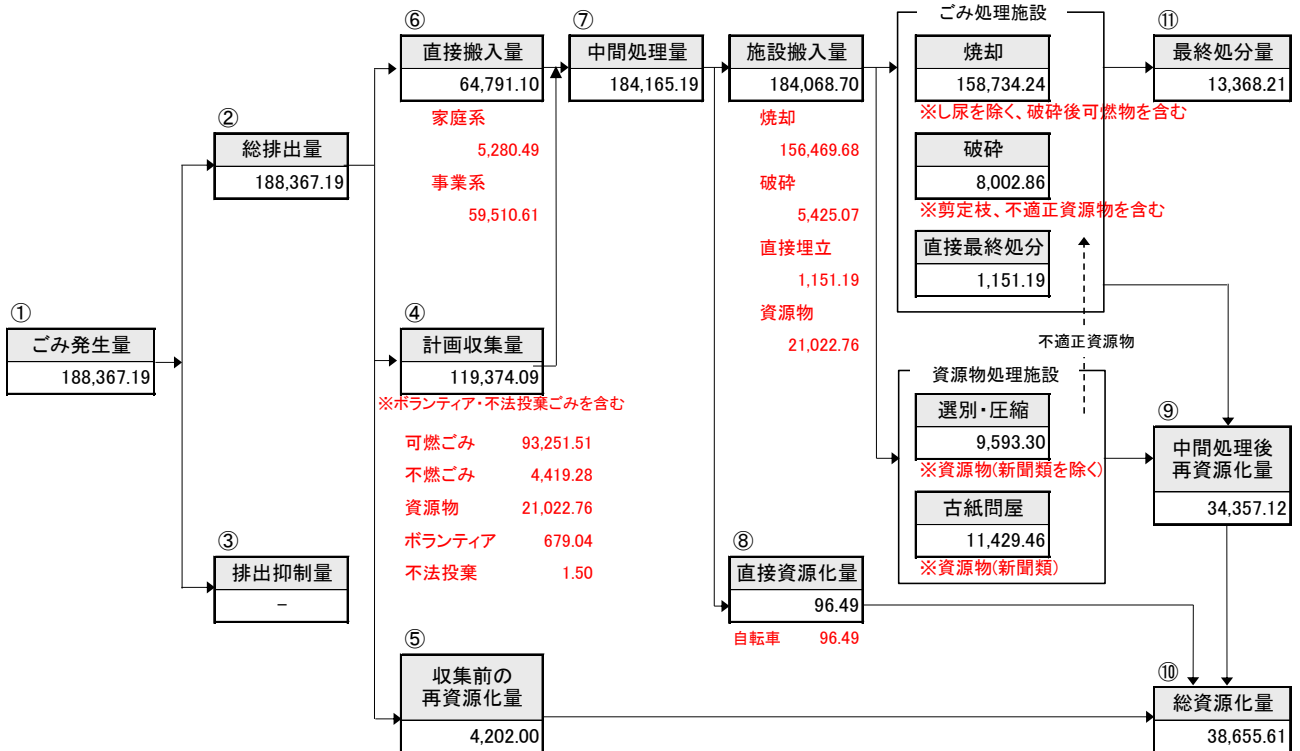 ①
ごみ発生量
188,367.19
②
総排出量
188,367.19
③
排出抑制量
－
⑥
直接搬入量
64,791.10
家庭系
5,280.49
事業系
59,510.61
④
計画収集量
119,374.09
※ボランティア・不法投棄ごみを含む
可燃ごみ 93,251.51
不燃ごみ 4,419.28
資源物 21,022.76
ボランティア 679.04
不法投棄 1.50
⑤
収集前の
再資源化量
4,202.00
⑦
中間処理量
184,165.19
施設搬入量
184,068.70
焼却
156,469.68
破砕
5,425.07
直接埋立
1,151.19
資源物
21,022.76
⑧
直接資源化量
96.49
自転車 96.49
ごみ処理施設
焼却
158,734.24
※し尿を除く、破砕後可燃物を含む
破砕
8,002.86
※剪定枝、不適正資源物を含む
直接最終処分
1,151.19
不適正資源物
資源物処理施設
選別・圧縮
9,593.30
※資源物(新聞類を除く)
古紙問屋
11,429.46
※資源物(新聞類)
⑪
最終処分量
13,368.21
⑨
中間処理後
再資源化量
34,357.12
⑩
総資源化量
38,655.61